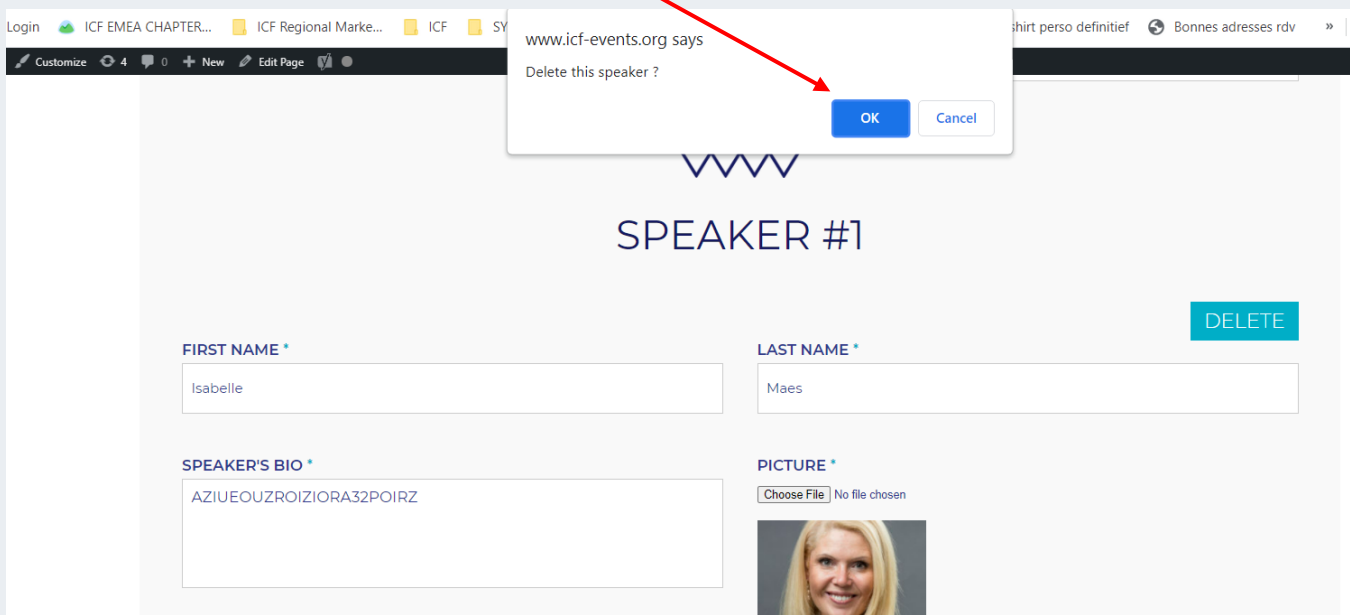 Login ICF EMEA CHAPTER... ICF Regional Marke... ICF SY shirt perso definitief Bonnes adresses rdv »
www.icf-events.org says
Customize 4 0 + New Edit Page
Delete this speaker ?
OK Cancel
SPEAKER #1
DELETE
FIRST NAME * LAST NAME *
Isabelle Maes
SPEAKER'S BIO * PICTURE *
AZIUEOUZROIZIORA32POIRZ
Choose File No file chosen